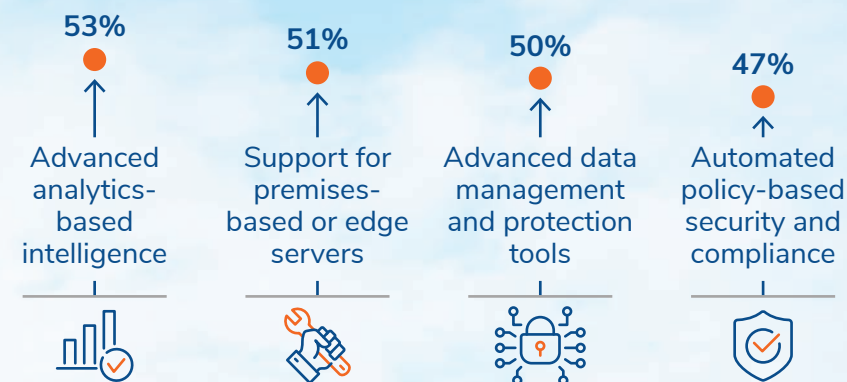 53%
Advanced
analytics-
based
intelligence
51%
Support for
premises-
based or edge
servers
50%
Advanced data
management
and protection
tools
47%
Automated
policy-based
security and
compliance